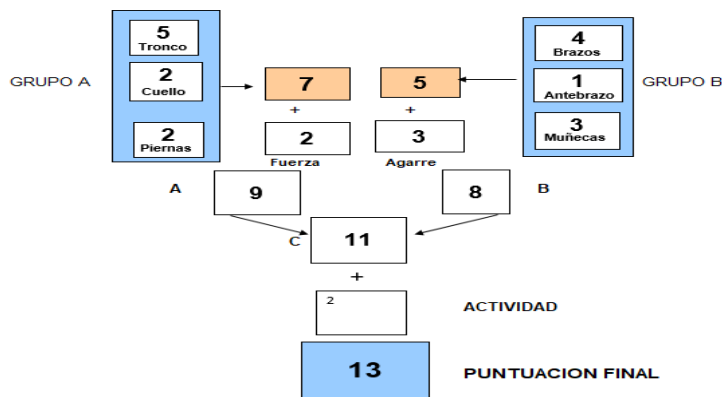 5
Tronco
4
Brazos
GRUPO A
2
Cuello
7
5
1
Antebrazo
GRUPO B
+
+
2
Piernas
2
3
3
Muñecas
Fuerza
Agarre
A
9
8
B
C
11
+
2
ACTIVIDAD
13
PUNTUACION FINAL